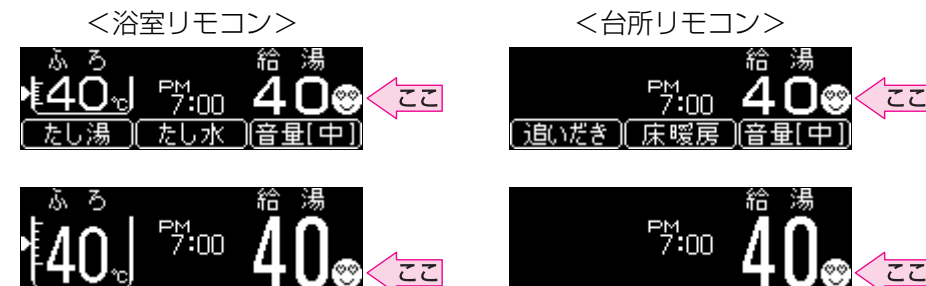 <浴室リモコン>
<台所リモコン>
ふろ 給湯
40℃ PM 7:00 40 ここ
たし湯 たし水 音量[中]
給湯
PM 7:00 40 ここ
追いだき 床暖房 音量[中]
ふろ 給湯
40℃ PM 7:00 40 ここ
給湯
PM 7:00 40 ここ